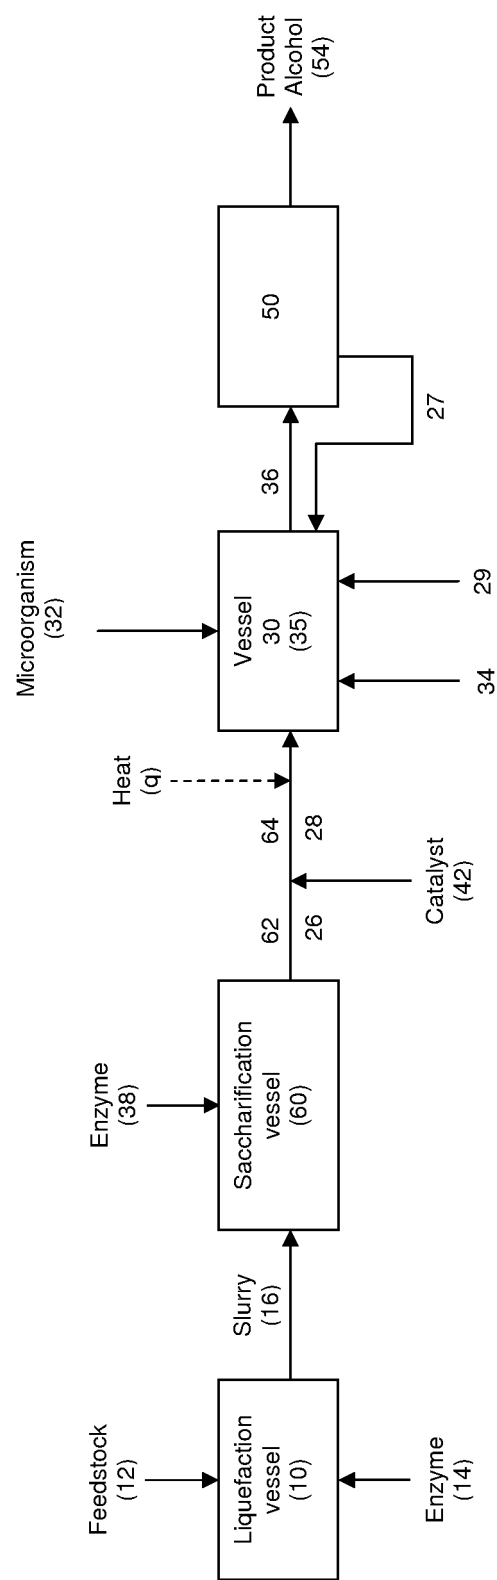 Feedstock
(12)
Liquefaction
vessel
(10)
Enzyme
(14)
Slurry
(16)
Enzyme
(38)
Saccharification
vessel
(60)
62
26
Catalyst
(42)
64
28
Heat
(q)
Microorganism
(32)
Vessel
30
(35)
34
29
36
27
50
Product
Alcohol
(54)